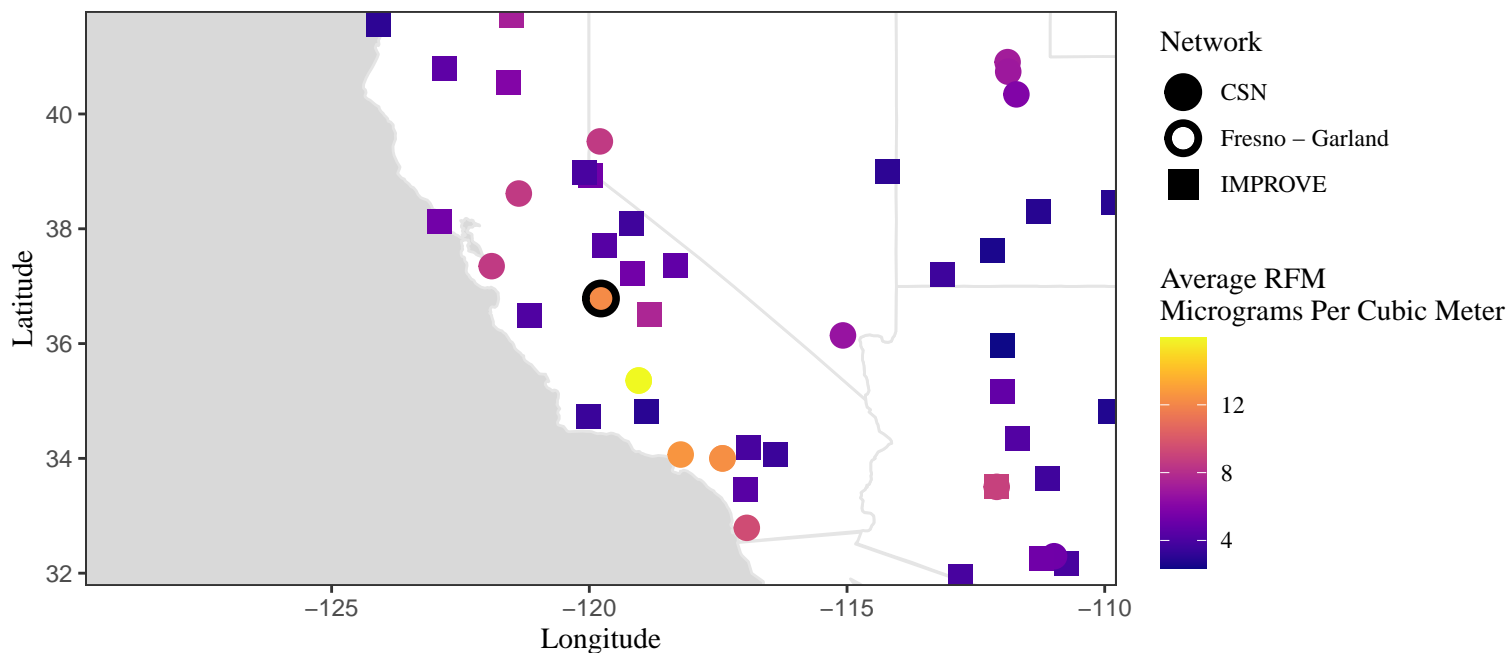 40
38
36
34
32
Latitude
−125
−120
−115
−110
Longitude
Network
CSN
Fresno − Garland
IMPROVE
Average RFM
Micrograms Per Cubic Meter
12
8
4